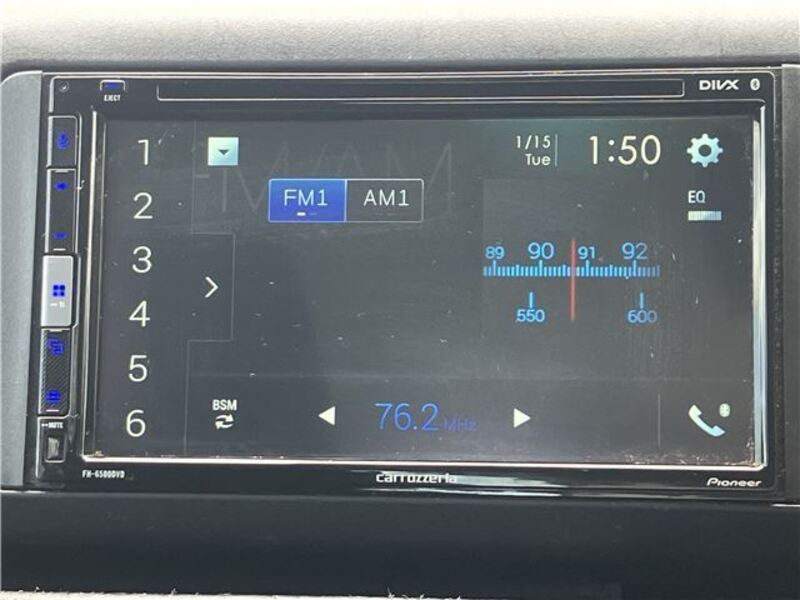 EJECT
DIVX
1
2
3
4
5
6
1/15
Tue
1:50
FM1
AM1
EQ
89 90 91 92
550 600
BSM
76.2 MHz
MUTE
FH-6500DVD
carrozzeria
Pioneer